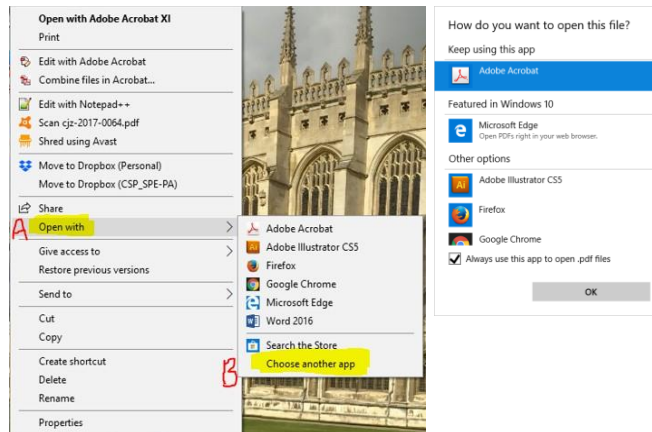 Open with Adobe Acrobat XI
Print
Edit with Adobe Acrobat
Combine files in Acrobat...
Edit with Notepad++
Scan cjz-2017-0064.pdf
Shred using Avast
Move to Dropbox (Personal)
Move to Dropbox (CSP_SPE-PA)
Share
A Open with
Give access to
Restore previous versions
Send to
Cut
Copy
Create shortcut
Delete
Rename
Properties
Adobe Acrobat
Ai Adobe Illustrator CS5
Firefox
Google Chrome
Microsoft Edge
Word 2016
Search the Store
B Choose another app
How do you want to open this file?
Keep using this app
Adobe Acrobat
Featured in Windows 10
Microsoft Edge
Open PDFs right in your web browser.
Other options
Ai Adobe Illustrator CS5
Firefox
Google Chrome
Always use this app to open .pdf files
OK